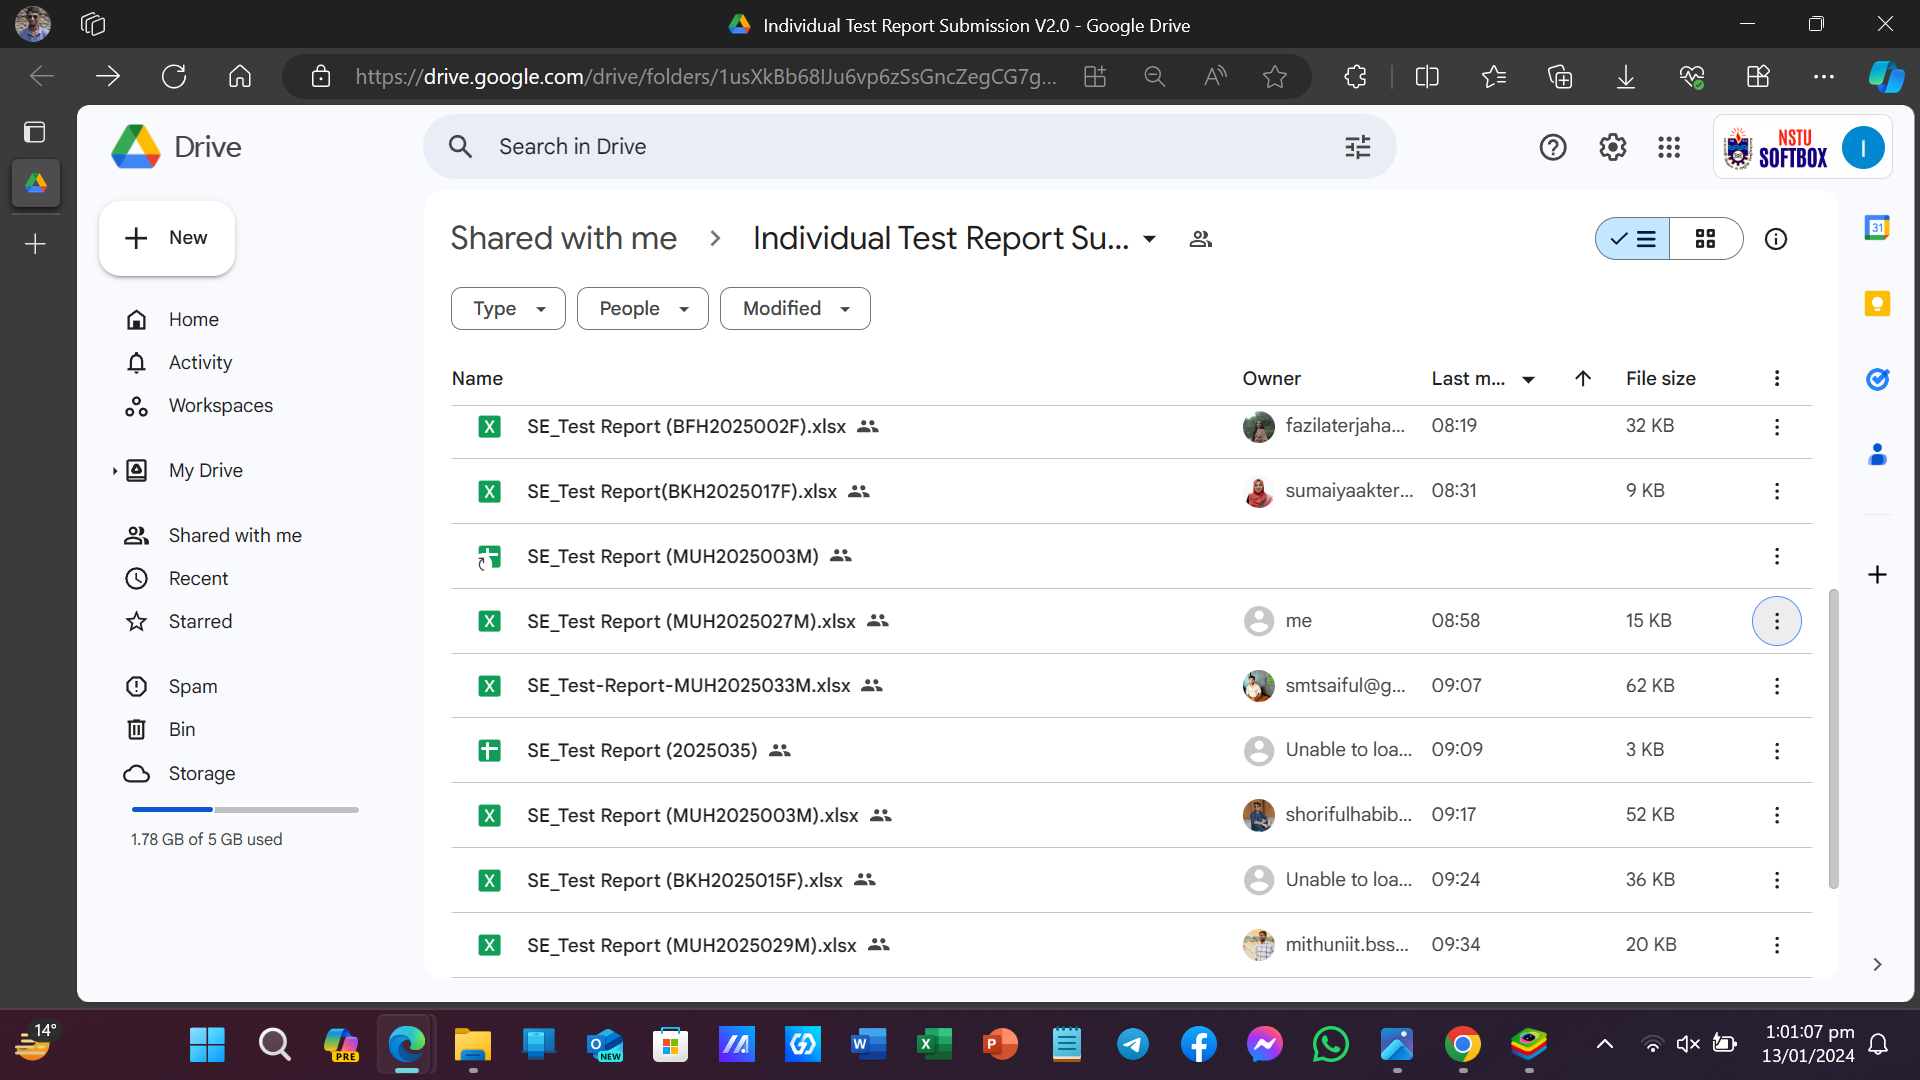 Individual Test Report Submission V2.0 - Google Drive
https://drive.google.com/drive/folders/1usXkBb68IJu6vp6zSsGncZegCG7g...
Drive
Search in Drive
NSTU
SOFTBOX
I
New
Shared with me
Individual Test Report Su...
31
Type
People
Modified
Home
Activity
Workspaces
My Drive
Shared with me
Recent
Starred
Spam
Bin
Storage
1.78 GB of 5 GB used
Name Owner Last m... File size
SE_Test Report (BFH2025002F).xlsx fazilaterjaha... 08:19 32 KB
SE_Test Report(BKH2025017F).xlsx sumaiyaakter... 08:31 9 KB
SE_Test Report (MUH2025003M)
SE_Test Report (MUH2025027M).xlsx me 08:58 15 KB
SE_Test-Report-MUH2025033M.xlsx smtsaiful@g... 09:07 62 KB
SE_Test Report (2025035) Unable to loa... 09:09 3 KB
SE_Test Report (MUH2025003M).xlsx shorifulhabib... 09:17 52 KB
SE_Test Report (BKH2025015F).xlsx Unable to loa... 09:24 36 KB
SE_Test Report (MUH2025029M).xlsx mithuniit.bss... 09:34 20 KB
14°
PRE
NEW
1:01:07 pm
13/01/2024